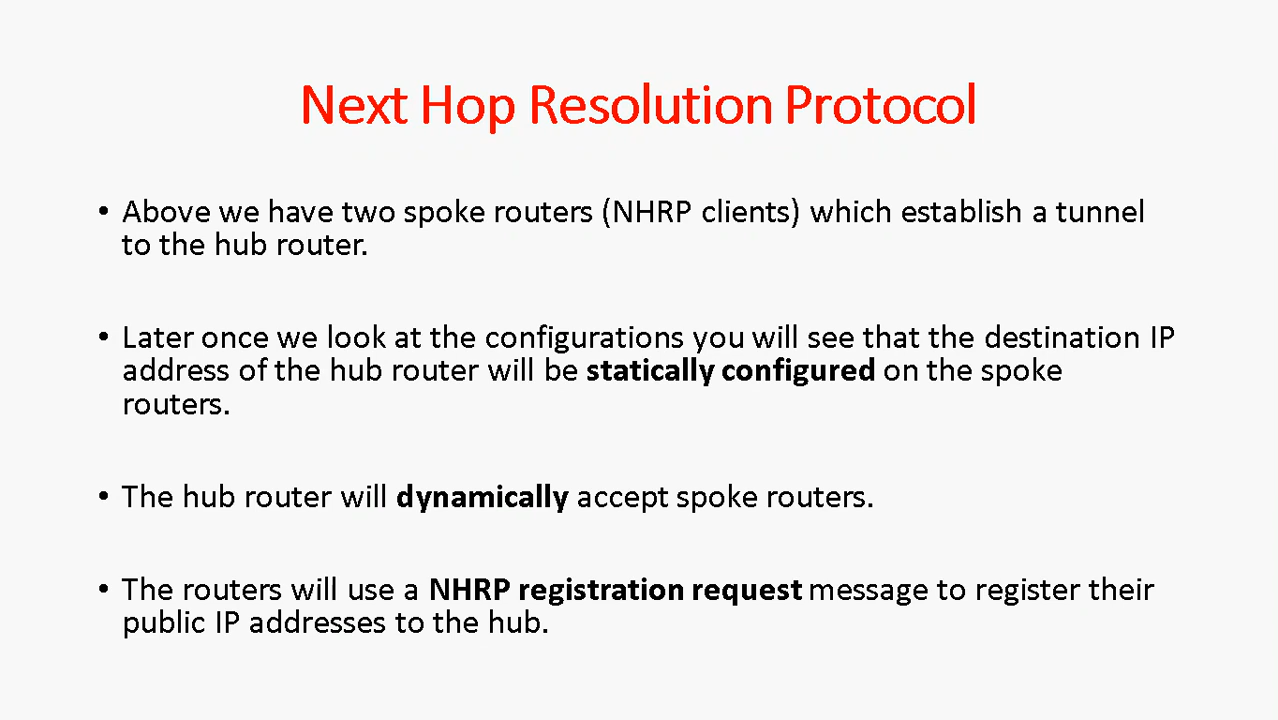 Next Hop Resolution Protocol
• Above we have two spoke routers (NHRP clients) which establish a tunnel
to the hub router.
• Later once we look at the configurations you will see that the destination IP
address of the hub router will be statically configured on the spoke
routers.
• The hub router will dynamically accept spoke routers.
• The routers will use a NHRP registration request message to register their
public IP addresses to the hub.